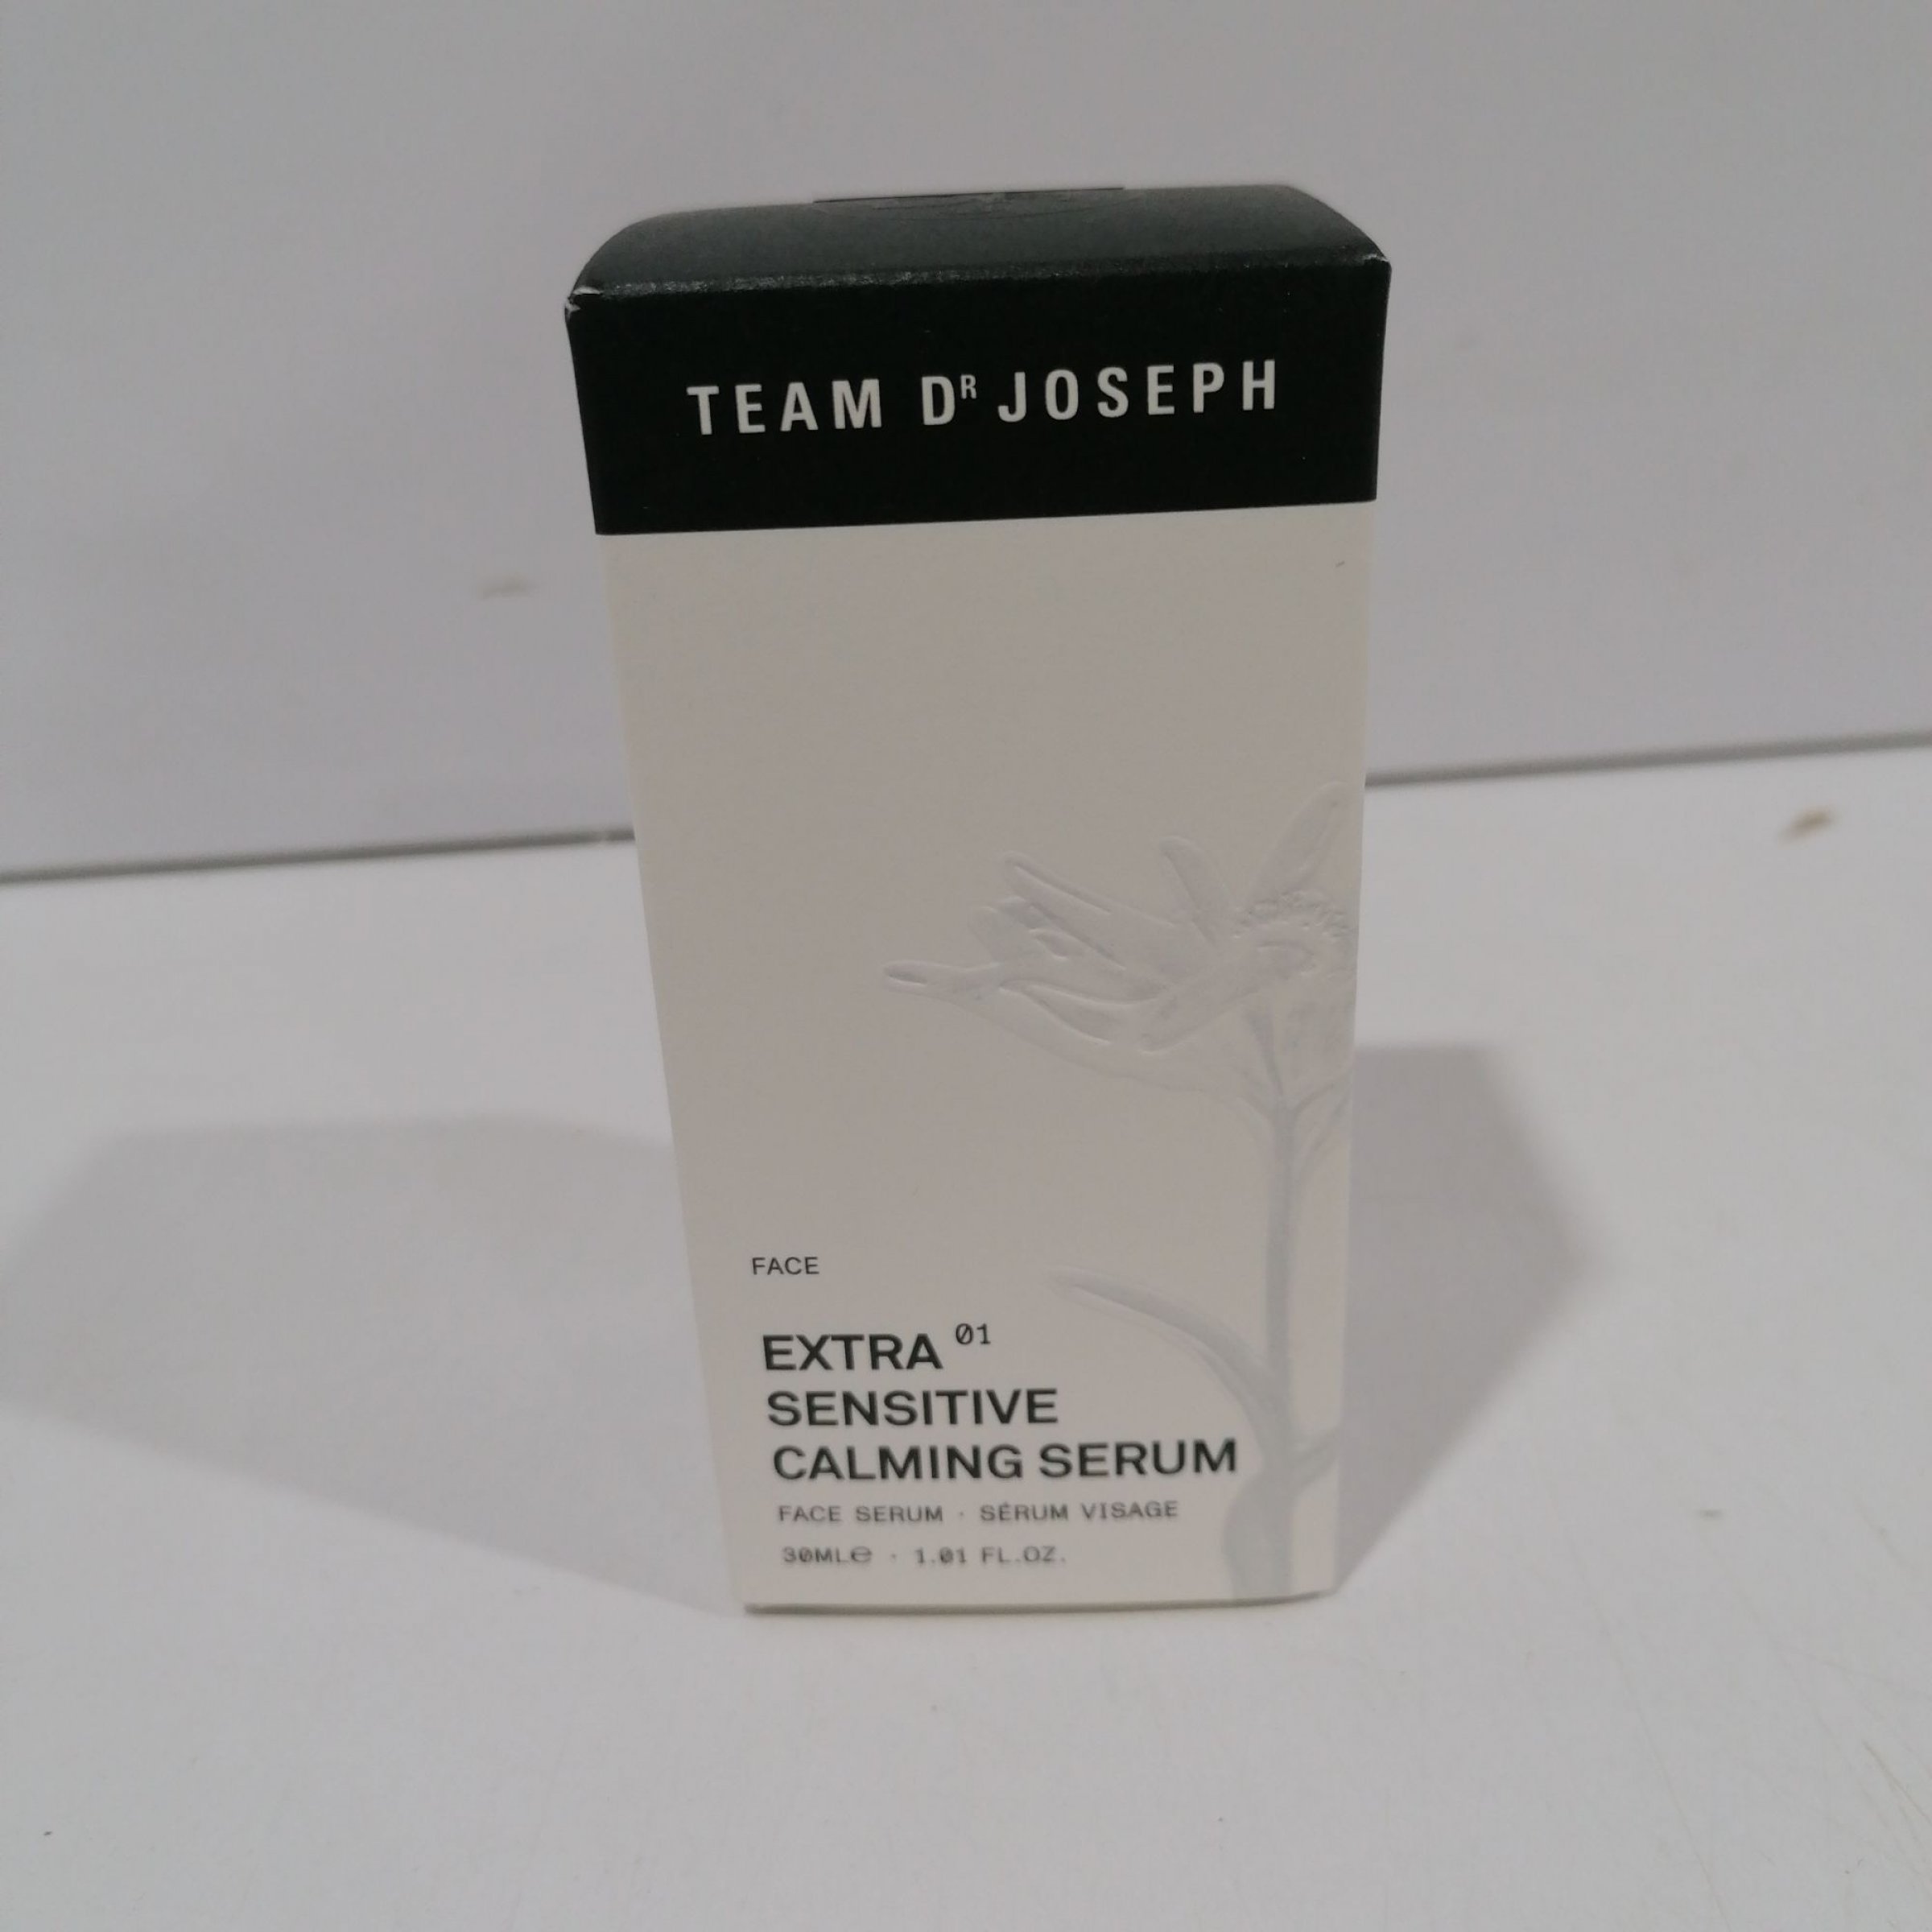 TEAM DR JOSEPH
FACE
EXTRA 01
SENSITIVE
CALMING SERUM
FACE SERUM · SÉRUM VISAGE
30ML℮ · 1.01 FL.OZ.